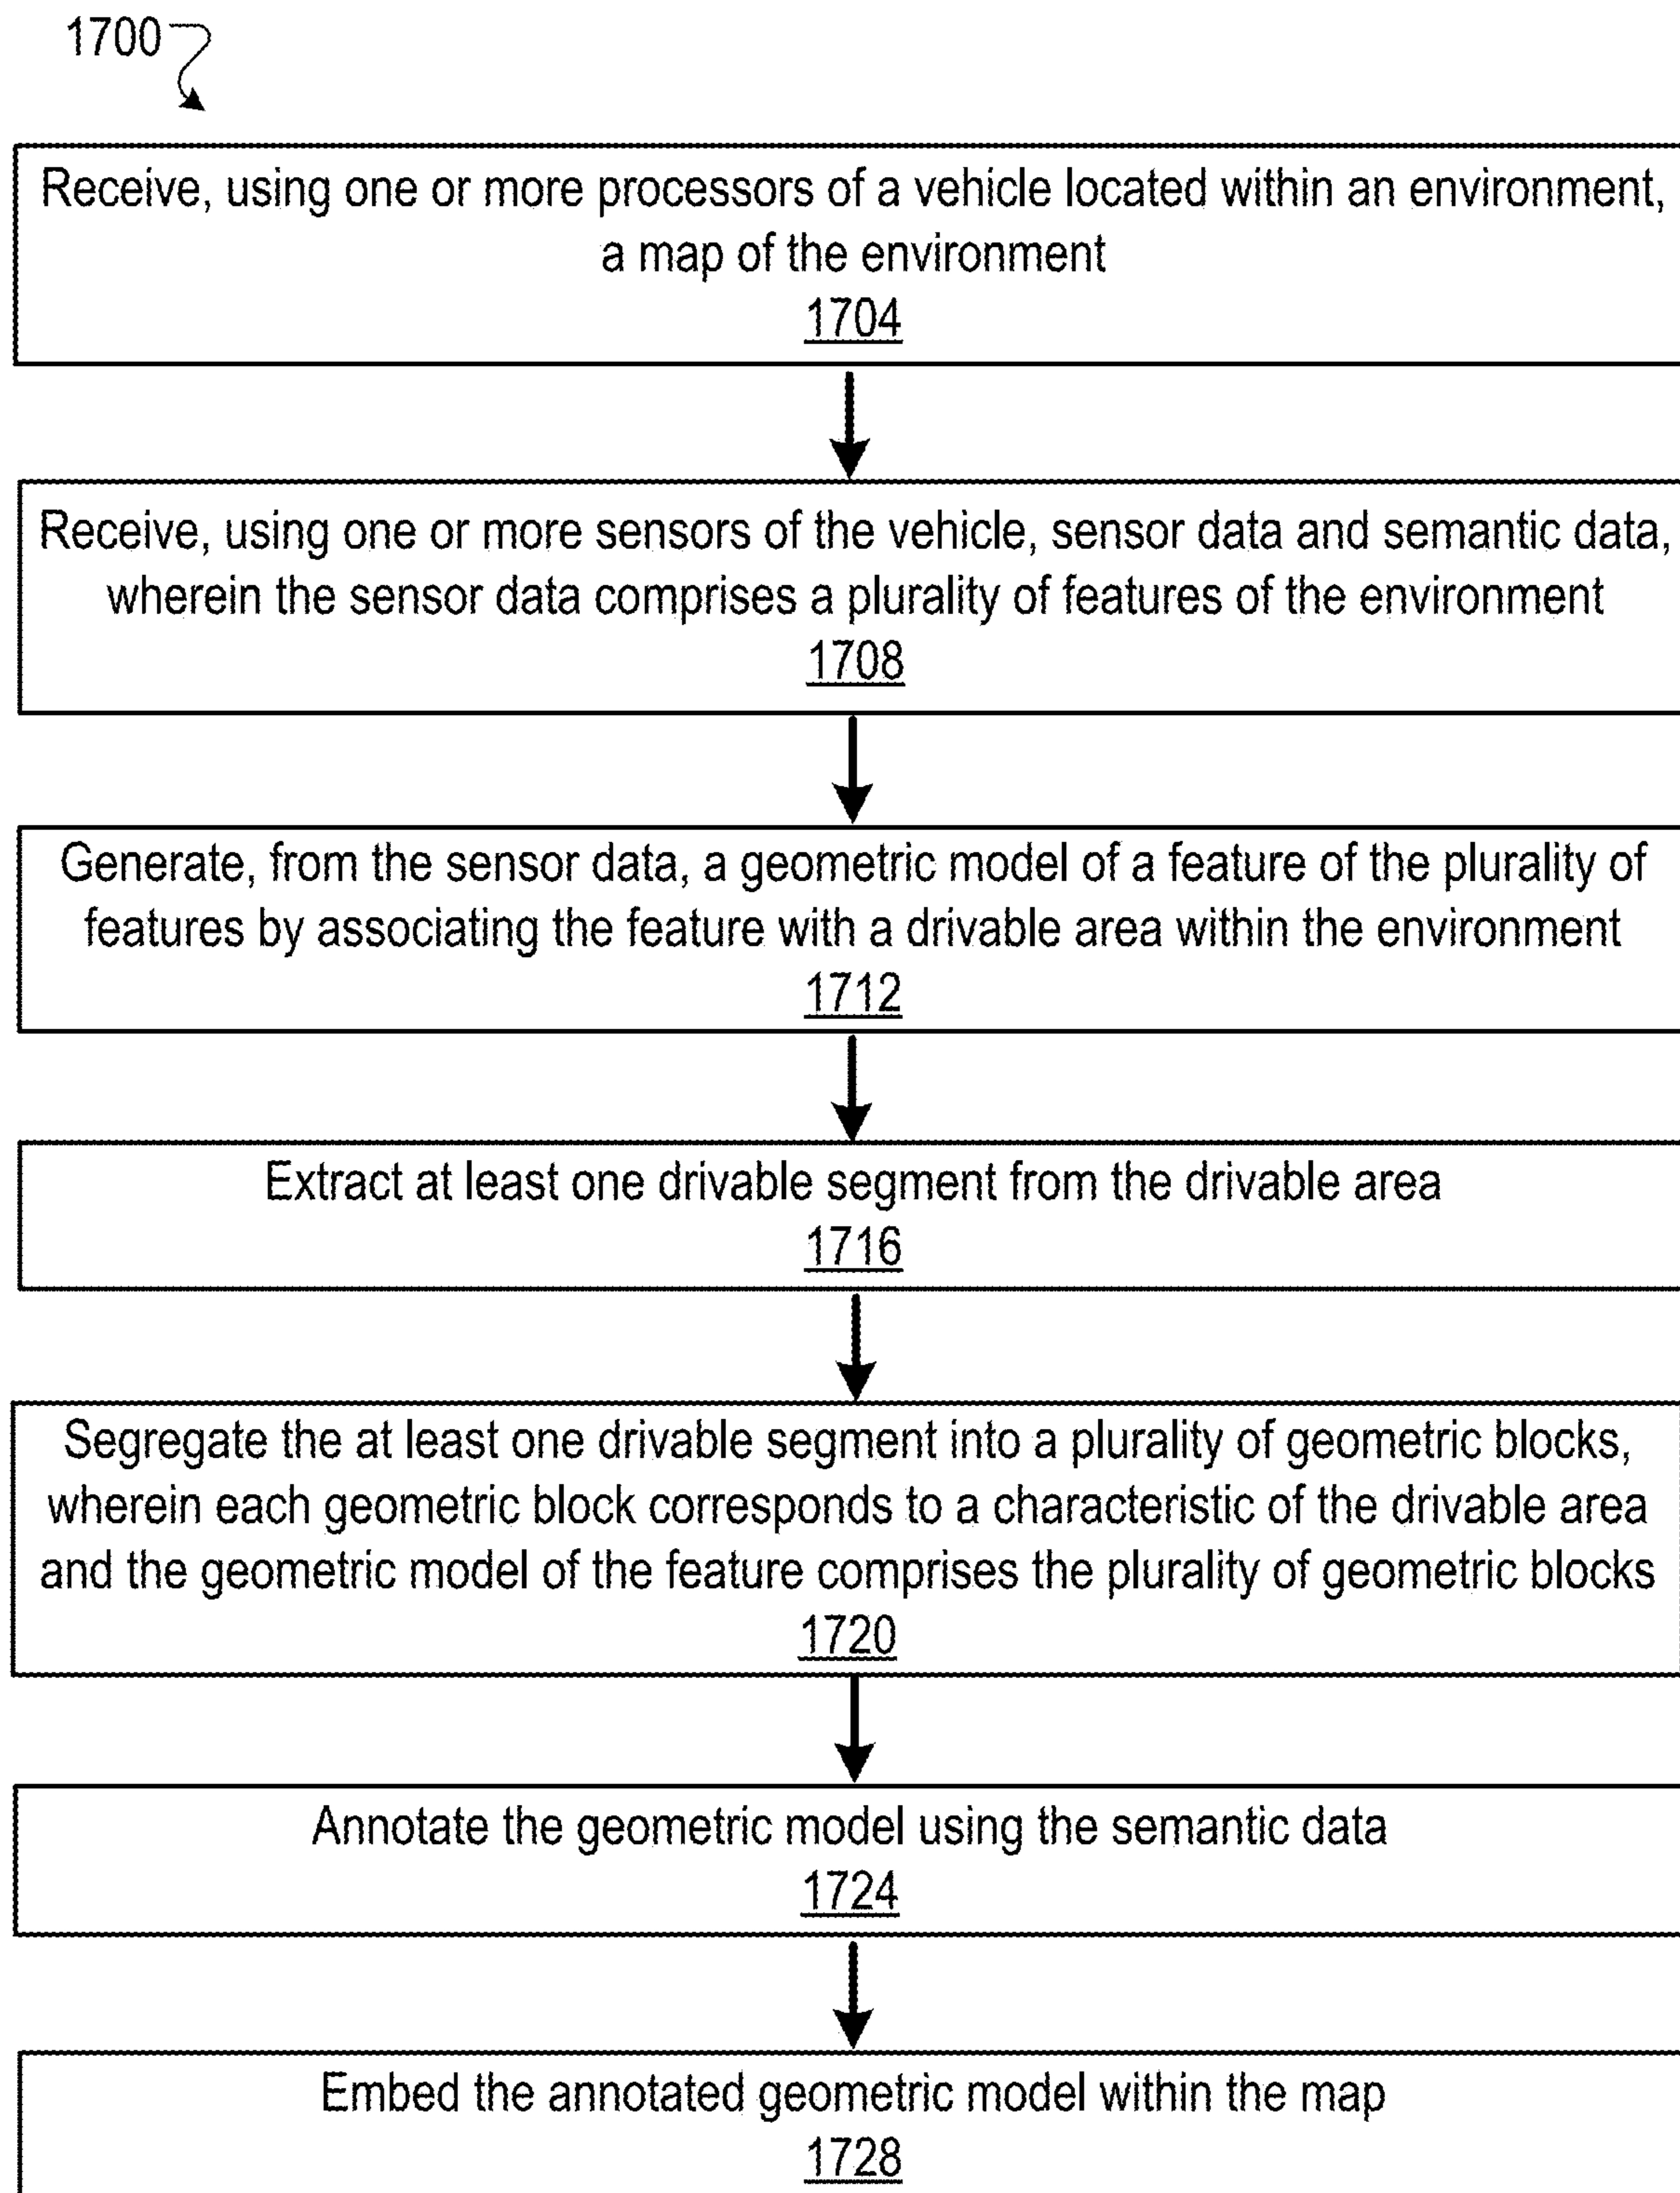 1700
Receive, using one or more processors of a vehicle located within an environment,
a map of the environment
1704
Receive, using one or more sensors of the vehicle, sensor data and semantic data,
wherein the sensor data comprises a plurality of features of the environment
1708
Generate, from the sensor data, a geometric model of a feature of the plurality of
features by associating the feature with a drivable area within the environment
1712
Extract at least one drivable segment from the drivable area
1716
Segregate the at least one drivable segment into a plurality of geometric blocks,
wherein each geometric block corresponds to a characteristic of the drivable area
and the geometric model of the feature comprises the plurality of geometric blocks
1720
Annotate the geometric model using the semantic data
1724
Embed the annotated geometric model within the map
1728